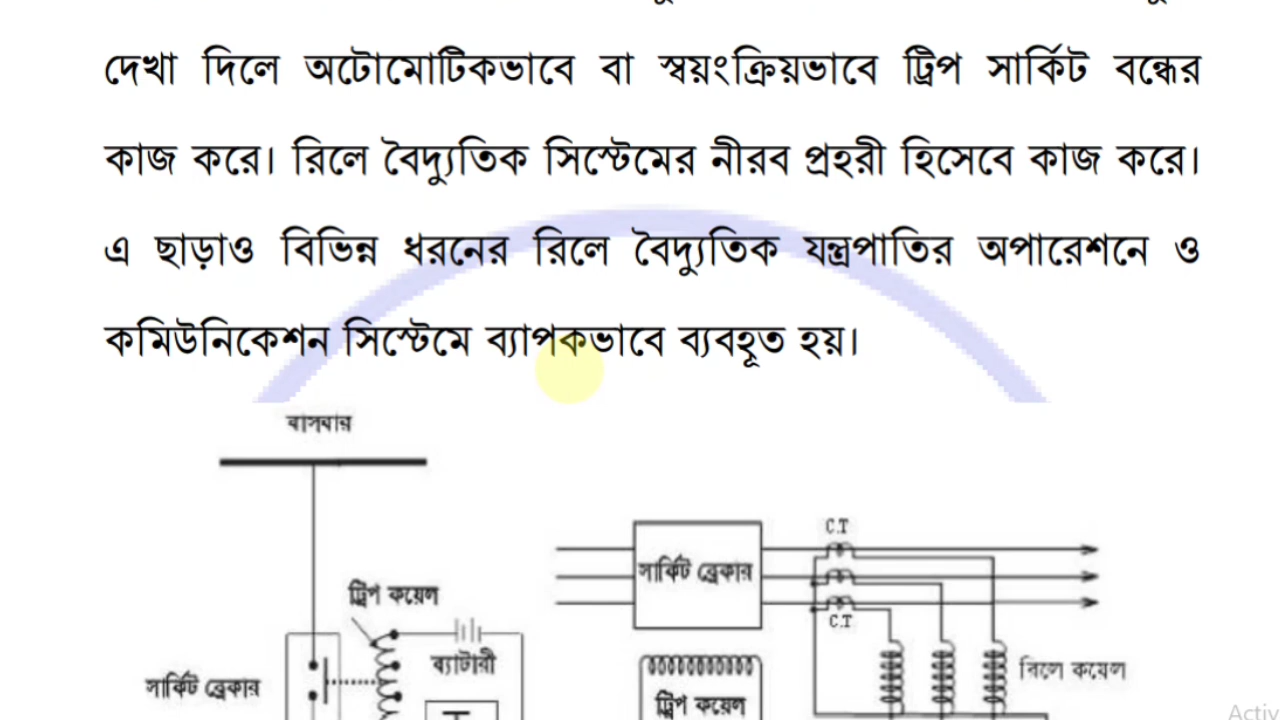 দেখা দিলে অটোমোটিকভাবে বা স্বয়ংক্রিয়ভাবে ট্রিপ সার্কিট বন্ধের
কাজ করে। রিলে বৈদ্যুতিক সিস্টেমের নীরব প্রহরী হিসেবে কাজ করে।
এ ছাড়াও বিভিন্ন ধরনের রিলে বৈদ্যুতিক যন্ত্রপাতির অপারেশনে ও
কমিউনিকেশন সিস্টেমে ব্যাপকভাবে ব্যবহূত হয়।
বাসবার
C.T
সার্কিট ব্রেকার
ট্রিপ কয়েল
C.T
ব্যাটারী
রিলে কয়েল
সার্কিট ব্রেকার
ট্রিপ কয়েল
Activ